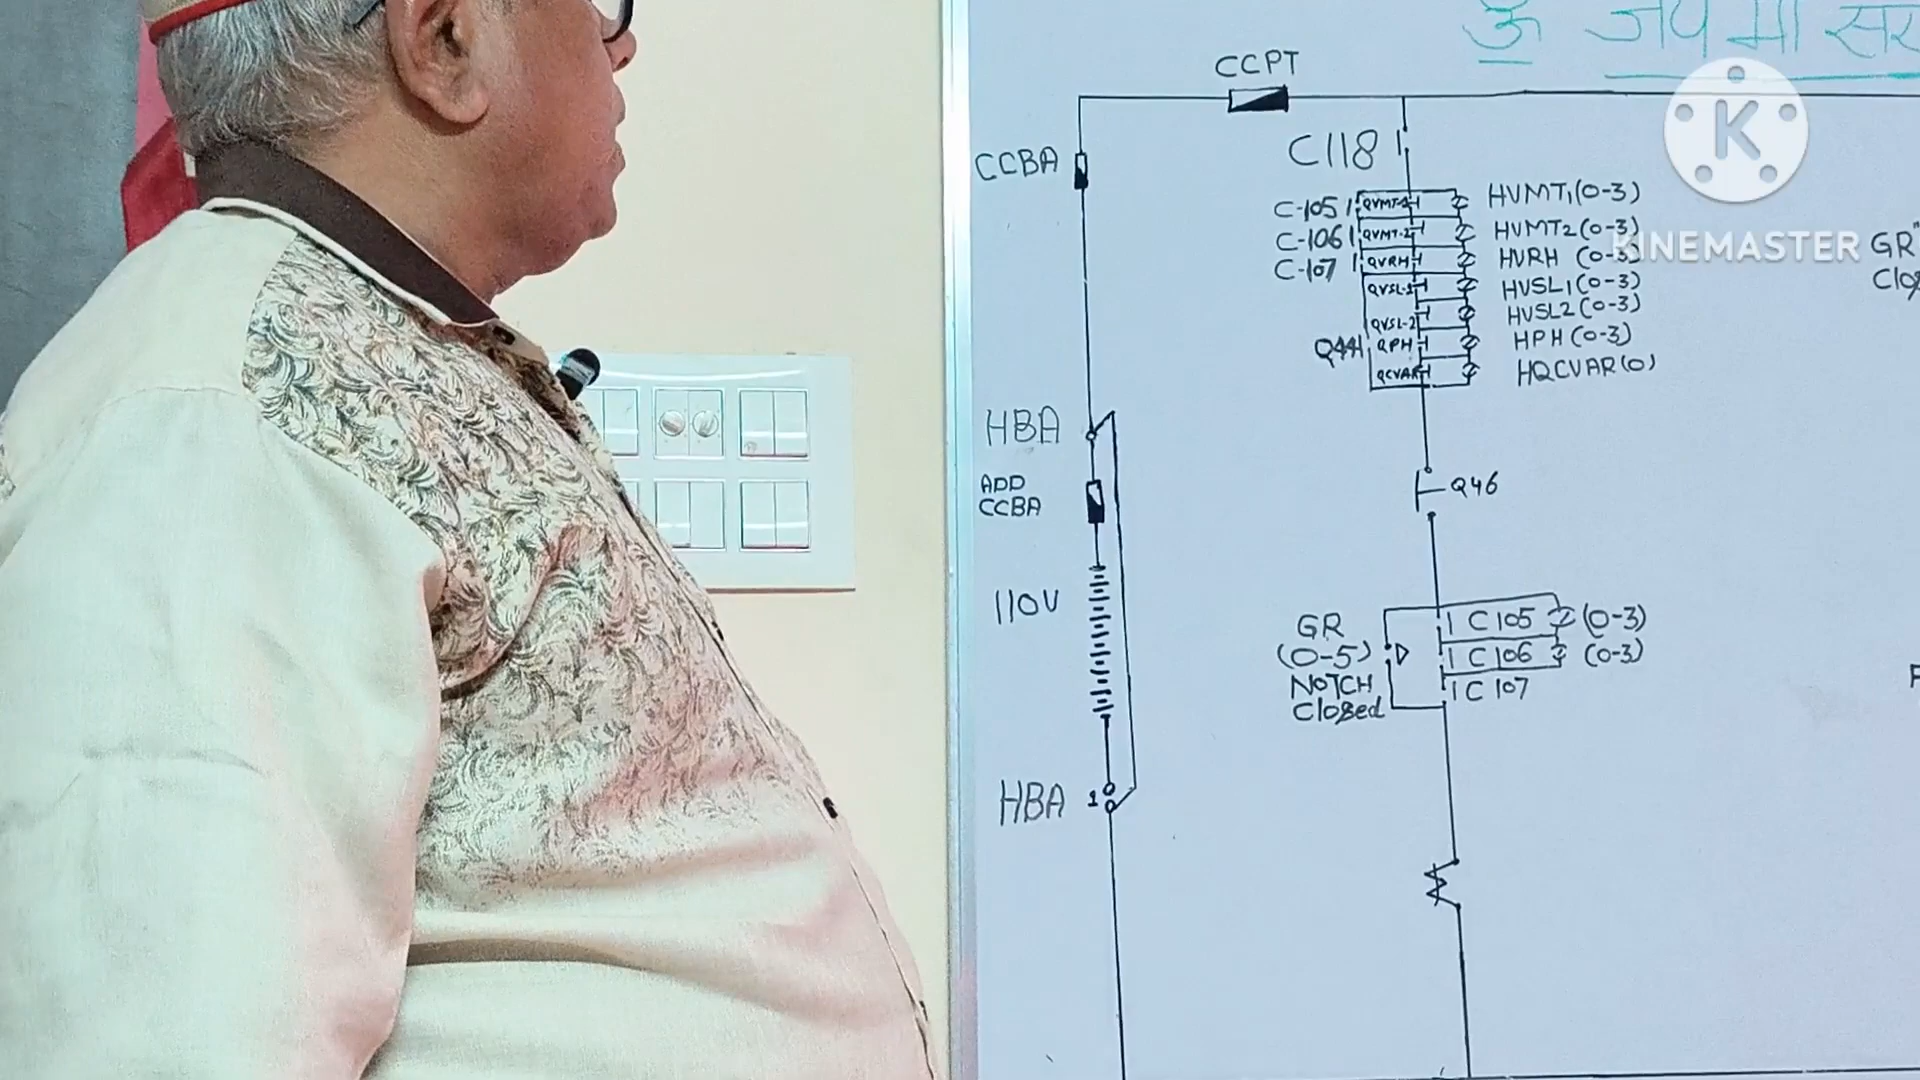 ॐ जय माँ
CCPT
CCBA
C118
K
KINEMASTER
C-105 QVMT-1 HVMT1(0-3)
C-106 QVMT-2 HVMT2(0-3)
C-107 QVRH HVRH (0-3)
QVSL-1 HVSL1(0-3)
QVSL-2 HVSL2(0-3)
Q44 QPH HPH(0-3)
QCVAR HQCVAR(0)
GR
HBA
ADD
CCBA
Q46
110V
GR
(0-5)
NOTCH
Closed
C105 (0-3)
C106 (0-3)
C107
HBA 1